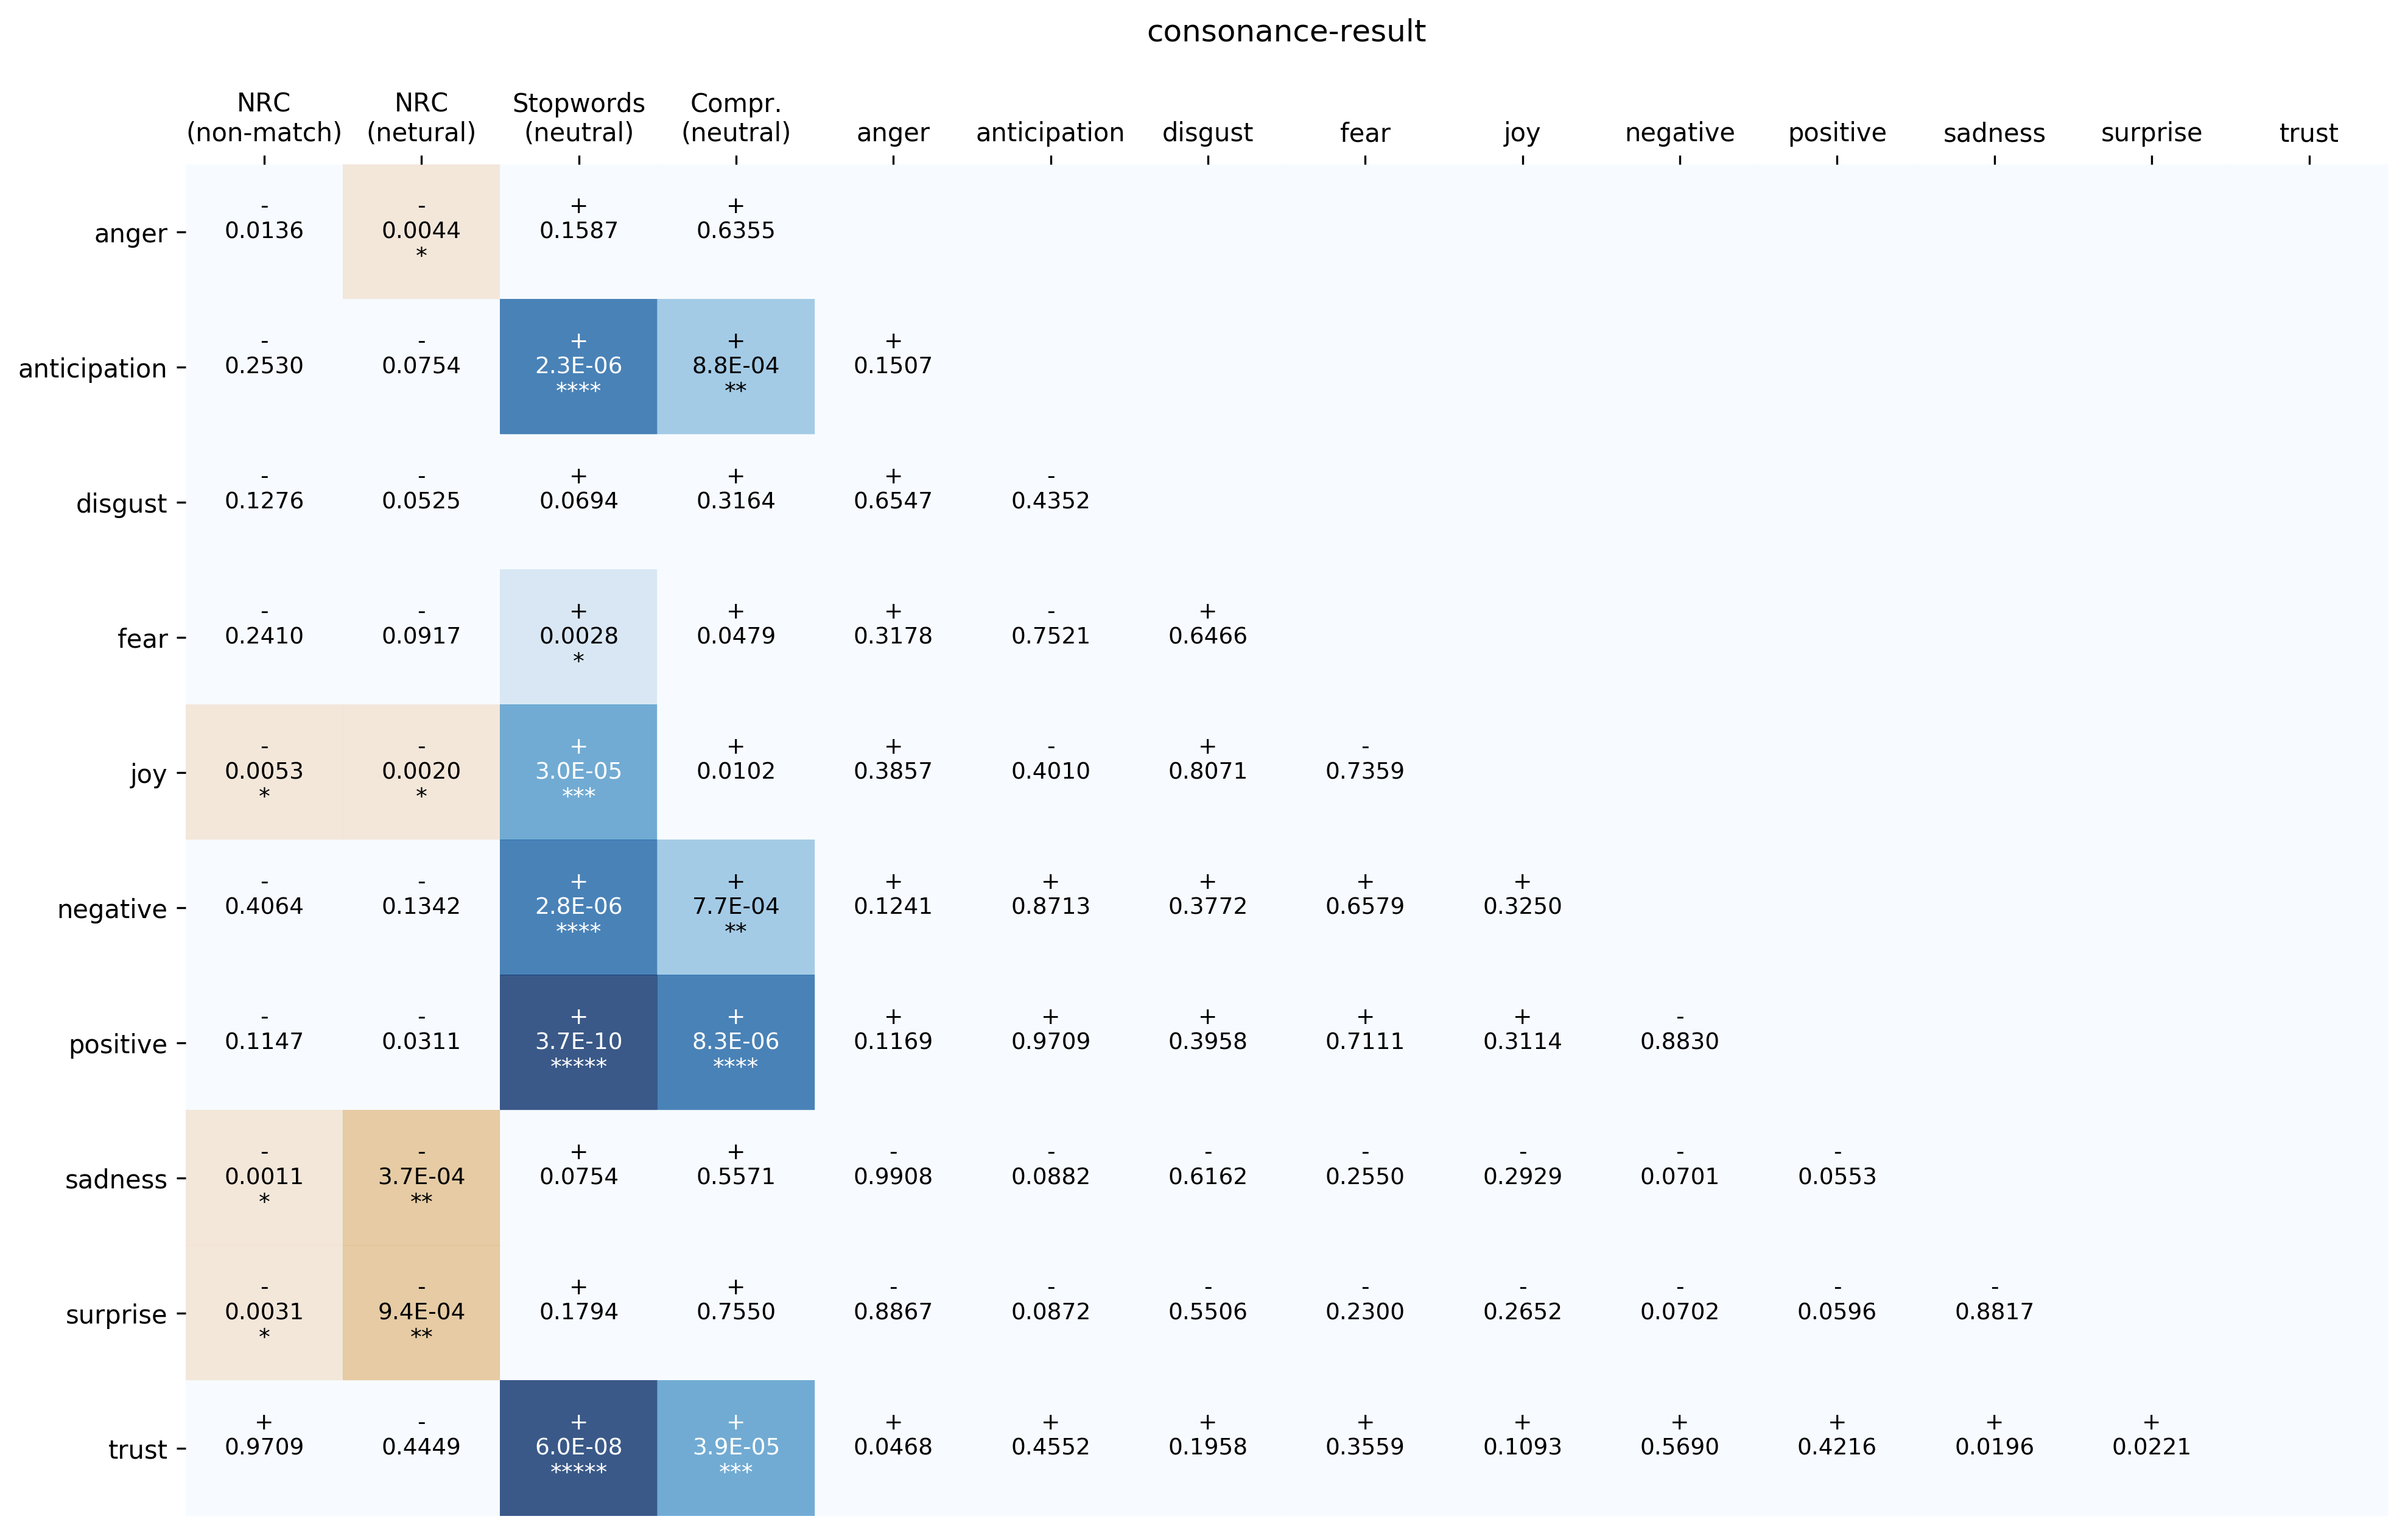 consonance-result
NRC NRC Stopwords Compr.
(non-match) (netural) (neutral) (neutral) anger anticipation disgust fear joy negative positive sadness surprise trust
- - + +
anger 0.0136 0.0044 0.1587 0.6355
*
- - + + +
anticipation 0.2530 0.0754 2.3E-06 8.8E-04 0.1507
**** **
- - + + + -
disgust 0.1276 0.0525 0.0694 0.3164 0.6547 0.4352
- - + + + - +
fear 0.2410 0.0917 0.0028 0.0479 0.3178 0.7521 0.6466
*
- - + + + - + -
joy 0.0053 0.0020 3.0E-05 0.0102 0.3857 0.4010 0.8071 0.7359
* * ***
- - + + + + + + +
negative 0.4064 0.1342 2.8E-06 7.7E-04 0.1241 0.8713 0.3772 0.6579 0.3250
**** **
- - + + + + + + + -
positive 0.1147 0.0311 3.7E-10 8.3E-06 0.1169 0.9709 0.3958 0.7111 0.3114 0.8830
***** ****
- - + + - - - - - - -
sadness 0.0011 3.7E-04 0.0754 0.5571 0.9908 0.0882 0.6162 0.2550 0.2929 0.0701 0.0553
* **
- - + + - - - - - - - -
surprise 0.0031 9.4E-04 0.1794 0.7550 0.8867 0.0872 0.5506 0.2300 0.2652 0.0702 0.0596 0.8817
* **
+ - + + + + + + + + + + +
trust 0.9709 0.4449 6.0E-08 3.9E-05 0.0468 0.4552 0.1958 0.3559 0.1093 0.5690 0.4216 0.0196 0.0221
***** ***